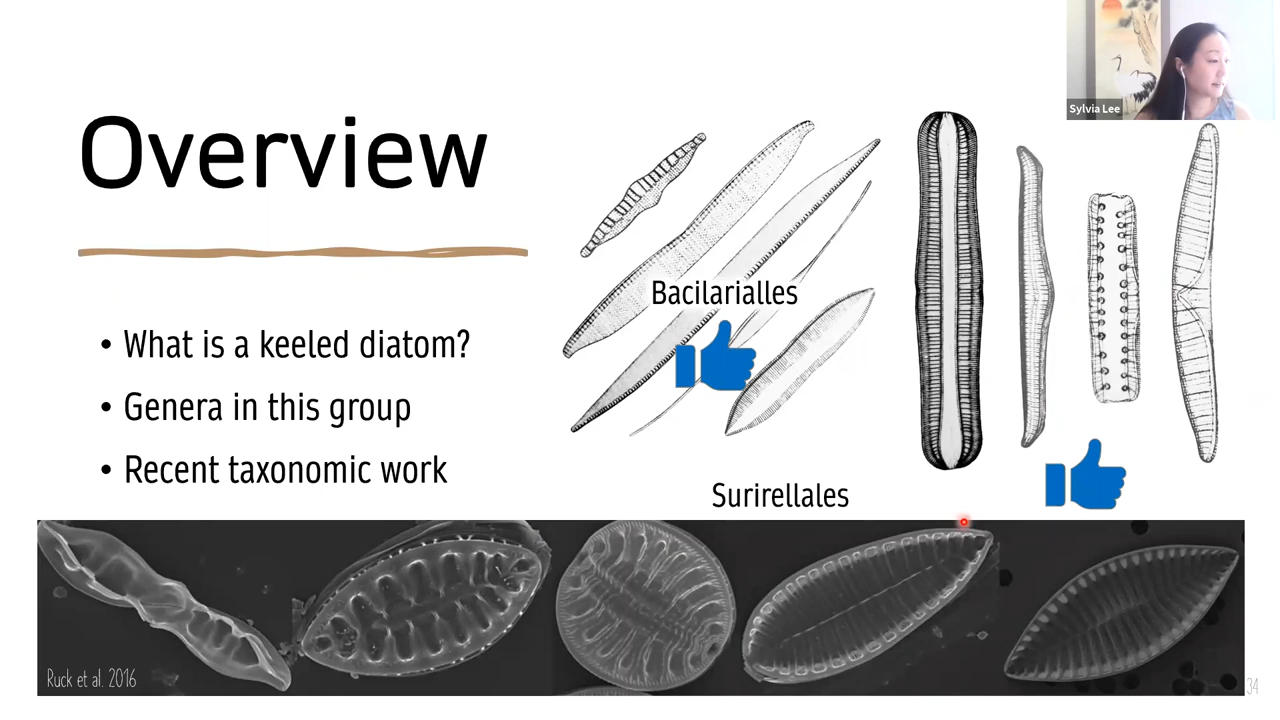 Sylvia Lee
Overview
• What is a keeled diatom?
• Genera in this group
• Recent taxonomic work
Bacilarialles
Surirellales
Ruck et al. 2016
34